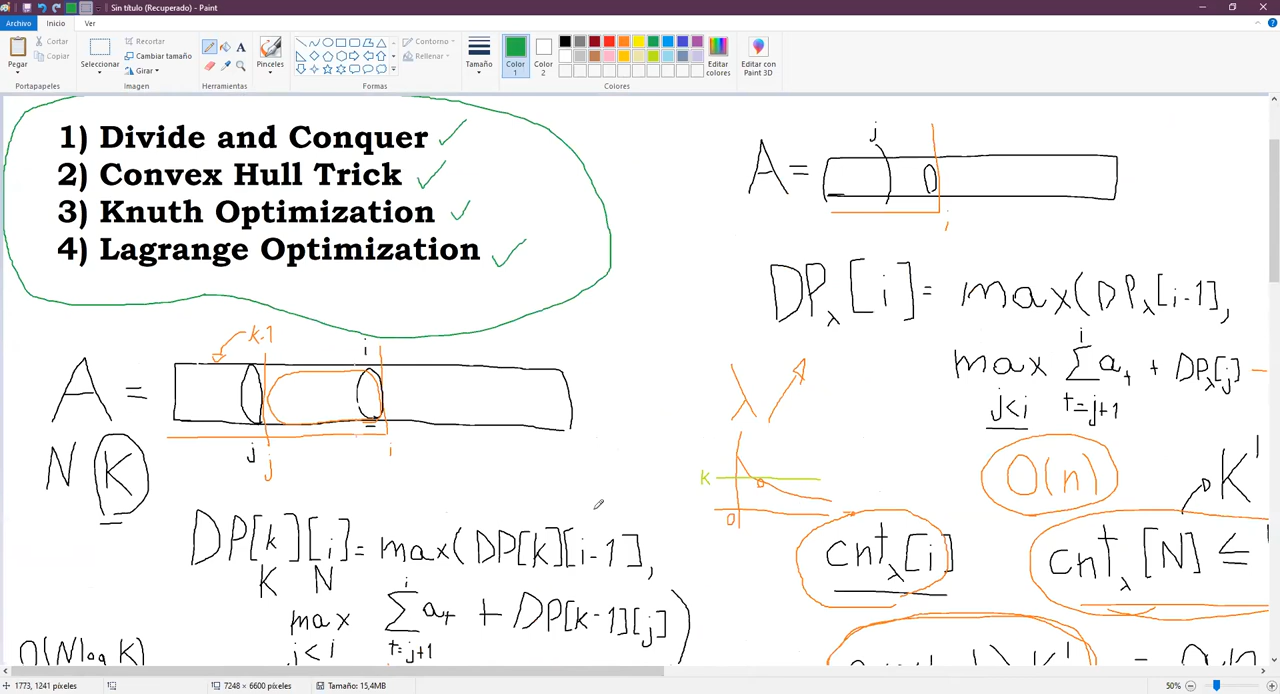 Sin título (Recuperado) - Paint
Archivo
Inicio
Ver
Pegar
Cortar
Copiar
Portapapeles
Seleccionar
Recortar
Cambiar tamaño
Girar
Imagen
A
Herramientas
Pinceles
Contorno
Rellenar
Formas
Tamaño
Color
1
Color
2
Editar
colores
Colores
Editar con
Paint 3D
1) Divide and Conquer
2) Convex Hull Trick
3) Knuth Optimization
4) Lagrange Optimization
k-1
i
A =
j
j
i
N K
DP[k][i]= max(DP[k][i-1],
K N
max
j<i
i
∑ a_t + DP[k-1][j])
t=j+1
O(N log K)
j
A =
i
DP_λ[i]= max(DP_λ[i-1],
max
j<i
i
∑ a_t + DP_λ[j] -
t=j+1
λ
K
0
O(n)
K'
cnt_λ[i]
cnt_λ[N] ≤
1773, 1241 píxeles
7248 × 6600 píxeles
Tamaño: 15,4MB
50%